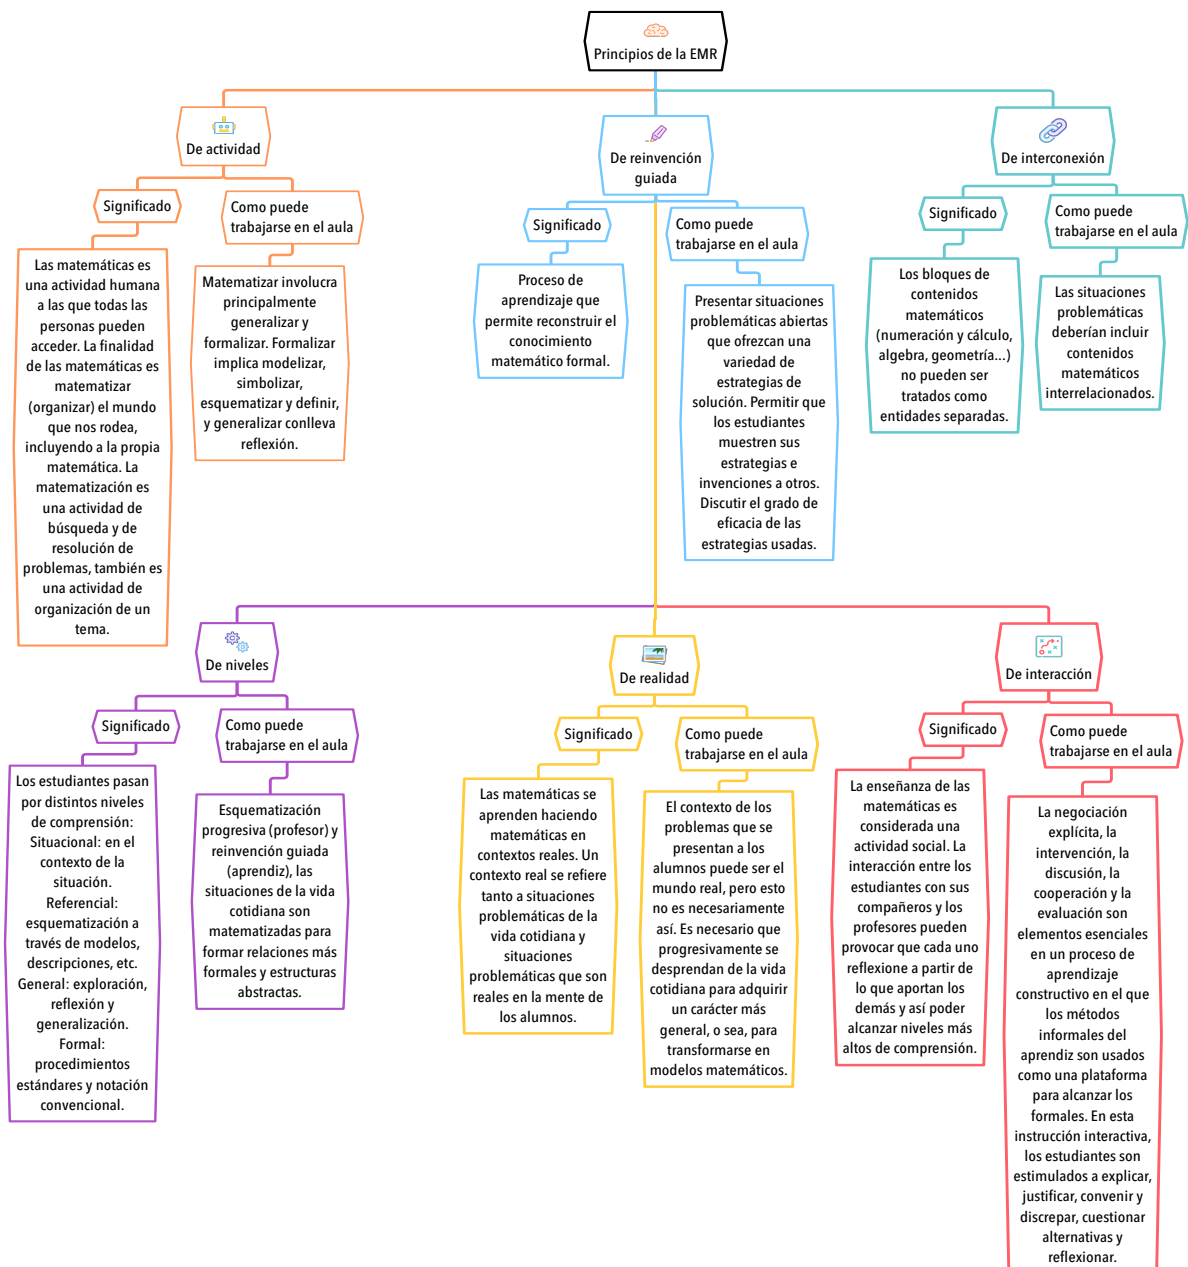 Principios de la EMR
De actividad
Significado
Las matemáticas es
una actividad humana
a las que todas las
personas pueden
acceder. La finalidad
de las matemáticas es
matematizar
(organizar) el mundo
que nos rodea,
incluyendo a la propia
matemática. La
matematización es
una actividad de
búsqueda y de
resolución de
problemas, también es
una actividad de
organización de un
tema.
Como puede
trabajarse en el aula
Matematizar involucra
principalmente
generalizar y
formalizar. Formalizar
implica modelizar,
simbolizar,
esquematizar y definir,
y generalizar conlleva
reflexión.
De reinvención
guiada
Significado
Proceso de
aprendizaje que
permite reconstruir el
conocimiento
matemático formal.
Como puede
trabajarse en el aula
Presentar situaciones
problemáticas abiertas
que ofrezcan una
variedad de
estrategias de
solución. Permitir que
los estudiantes
muestren sus
estrategias e
invenciones a otros.
Discutir el grado de
eficacia de las
estrategias usadas.
De interconexión
Significado
Los bloques de
contenidos
matemáticos
(numeración y cálculo,
algebra, geometría...)
no pueden ser
tratados como
entidades separadas.
Como puede
trabajarse en el aula
Las situaciones
problemáticas
deberían incluir
contenidos
matemáticos
interrelacionados.
De niveles
Significado
Los estudiantes pasan
por distintos niveles
de comprensión:
Situacional: en el
contexto de la
situación.
Referencial:
esquematización a
través de modelos,
descripciones, etc.
General: exploración,
reflexión y
generalización.
Formal:
procedimientos
estándares y notación
convencional.
Como puede
trabajarse en el aula
Esquematización
progresiva (profesor) y
reinvención guiada
(aprendiz), las
situaciones de la vida
cotidiana son
matematizadas para
formar relaciones más
formales y estructuras
abstractas.
De realidad
Significado
Las matemáticas se
aprenden haciendo
matemáticas en
contextos reales. Un
contexto real se refiere
tanto a situaciones
problemáticas de la
vida cotidiana y
situaciones
problemáticas que son
reales en la mente de
los alumnos.
Como puede
trabajarse en el aula
El contexto de los
problemas que se
presentan a los
alumnos puede ser el
mundo real, pero esto
no es necesariamente
así. Es necesario que
progresivamente se
desprendan de la vida
cotidiana para adquirir
un carácter más
general, o sea, para
transformarse en
modelos matemáticos.
De interacción
Significado
La enseñanza de las
matemáticas es
considerada una
actividad social. La
interacción entre los
estudiantes con sus
compañeros y los
profesores pueden
provocar que cada uno
reflexione a partir de
lo que aportan los
demás y así poder
alcanzar niveles más
altos de comprensión.
Como puede
trabajarse en el aula
La negociación
explícita, la
intervención, la
discusión, la
cooperación y la
evaluación son
elementos esenciales
en un proceso de
aprendizaje
constructivo en el que
los métodos
informales del
aprendiz son usados
como una plataforma
para alcanzar los
formales. En esta
instrucción interactiva,
los estudiantes son
estimulados a explicar,
justificar, convenir y
discrepar, cuestionar
alternativas y
reflexionar.